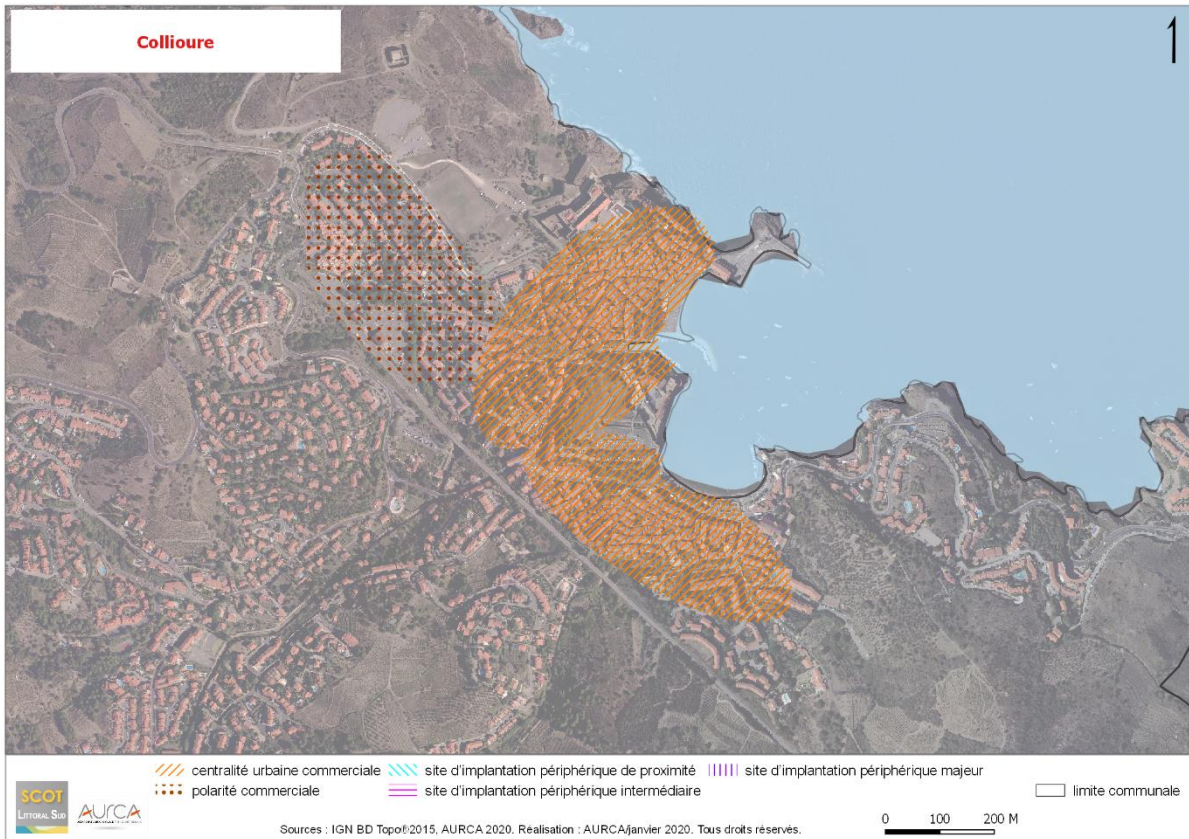 Collioure
1
centralité urbaine commerciale
site d'implantation périphérique de proximité
site d'implantation périphérique majeur
polarité commerciale
site d'implantation périphérique intermédiaire
limite communale
SCOT
LITTORAL SUD
AURCA
Sources : IGN BD Topo®2015, AURCA 2020. Réalisation : AURCA/janvier 2020. Tous droits réservés.
0 100 200 M